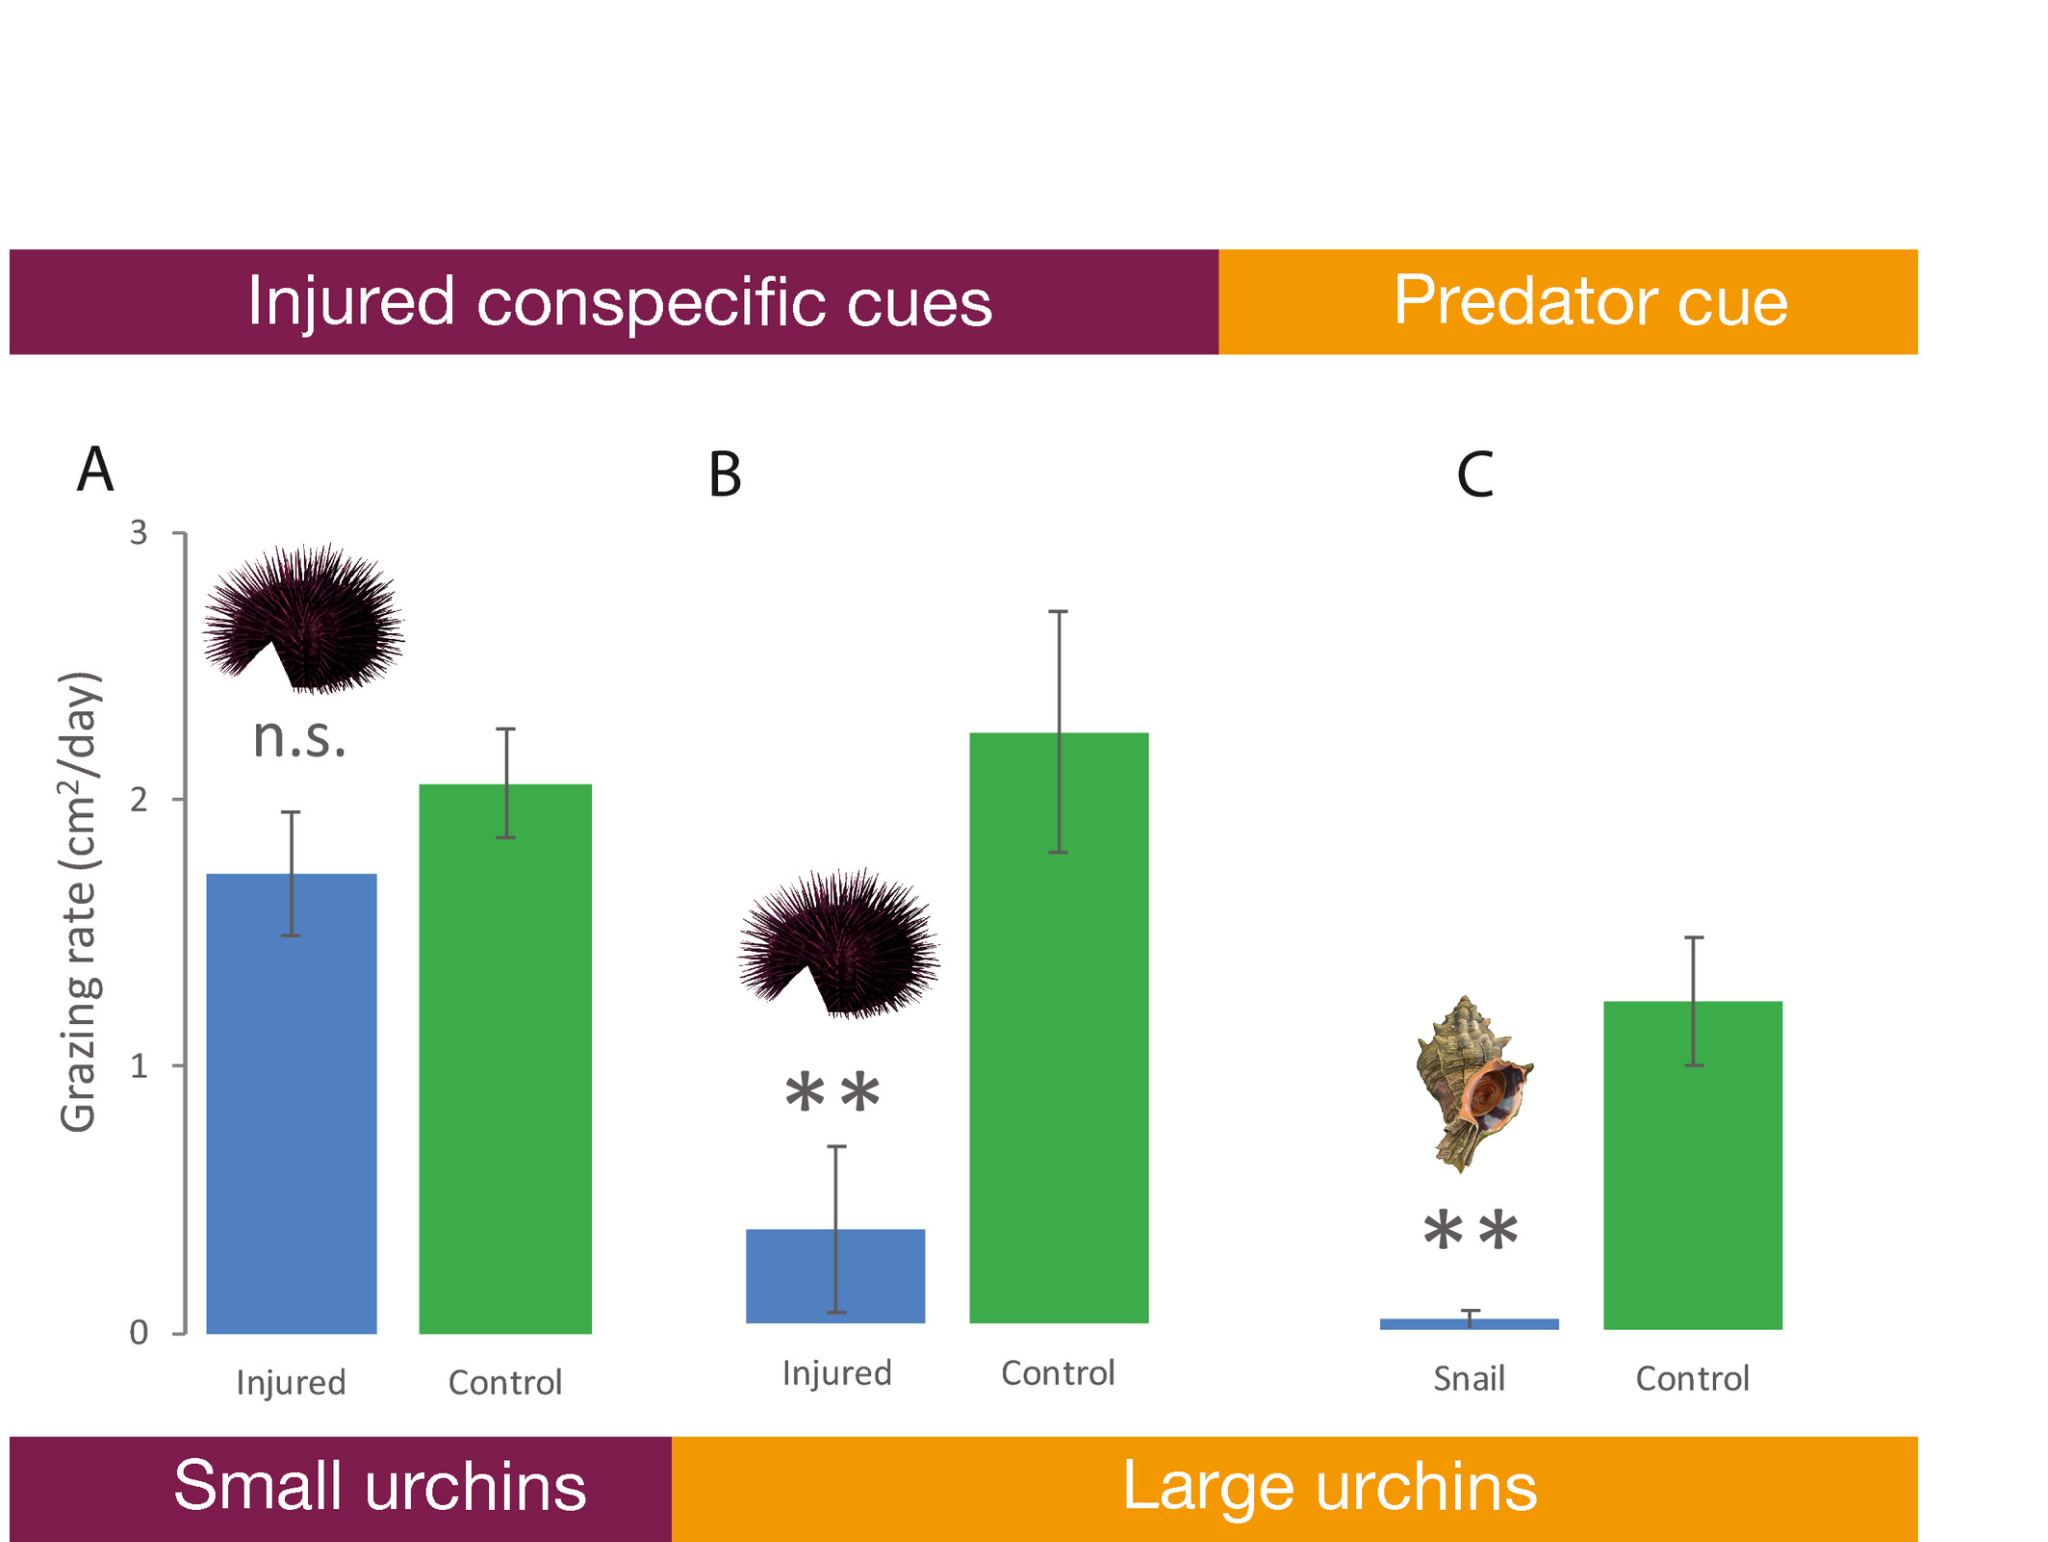 Injured conspecific cues
Predator cue
A
B
C
Grazing rate (cm²/day)
3
2
1
0
n.s.
**
**
Injured
Control
Injured
Control
Snail
Control
Small urchins
Large urchins